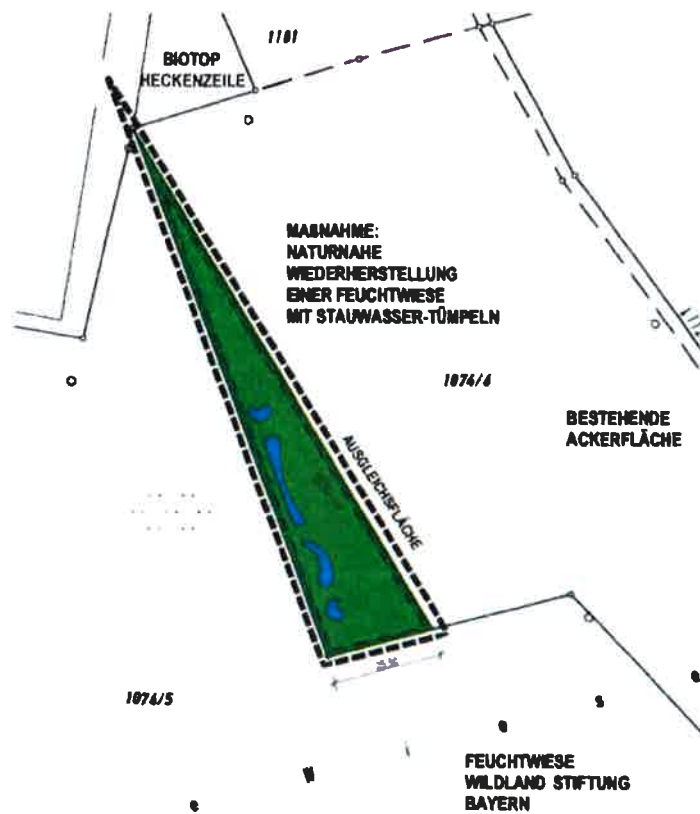 1181
BIOTOP
HECKENZEILE
MAßNAHME:
NATURNAHE
WIEDERHERSTELLUNG
EINER FEUCHTWIESE
MIT STAUWASSER-TÜMPELN
1074/4
BESTEHENDE
ACKERFLÄCHE
AUSGLEICHSFLÄCHE
1074/5
FEUCHTWIESE
WILDLAND STIFTUNG
BAYERN